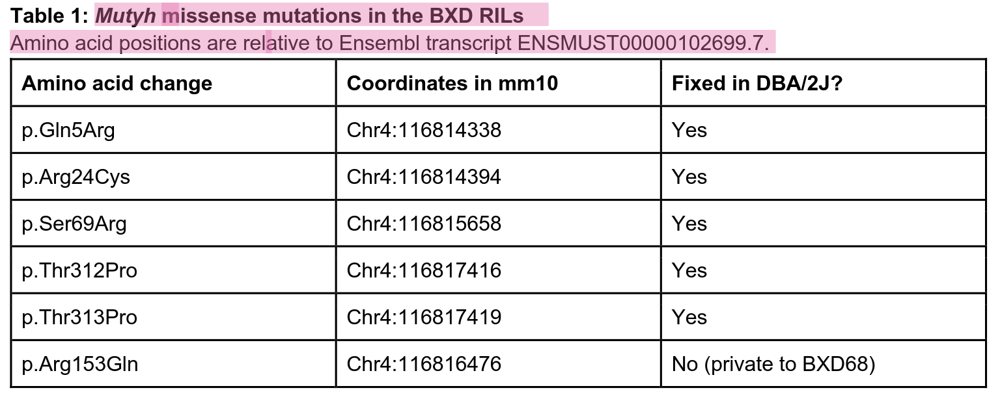 Table 1: Mutyh missense mutations in the BXD RILs
Amino acid positions are relative to Ensembl transcript ENSMUST00000102699.7.
Amino acid change Coordinates in mm10 Fixed in DBA/2J?
p.Gln5Arg Chr4:116814338 Yes
p.Arg24Cys Chr4:116814394 Yes
p.Ser69Arg Chr4:116815658 Yes
p.Thr312Pro Chr4:116817416 Yes
p.Thr313Pro Chr4:116817419 Yes
p.Arg153Gln Chr4:116816476 No (private to BXD68)